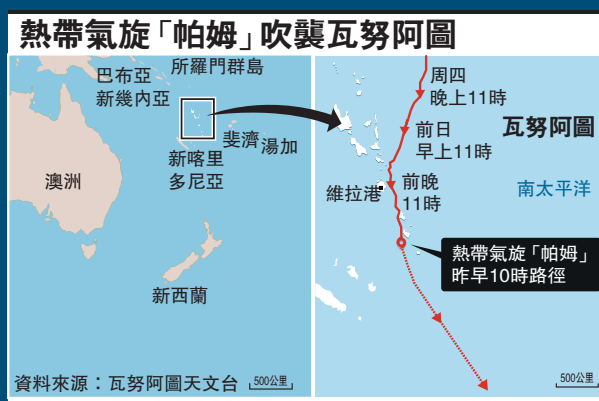 熱帶氣旋「帕姆」吹襲瓦努阿圖
巴布亞
新幾內亞
所羅門群島
斐濟
湯加
新喀里
多尼亞
澳洲
新西蘭
資料來源：瓦努阿圖天文台
500公里
周四
晚上11時
前日
早上11時
瓦努阿圖
維拉港
前晚
11時
南太平洋
熱帶氣旋「帕姆」
昨早10時路徑
500公里